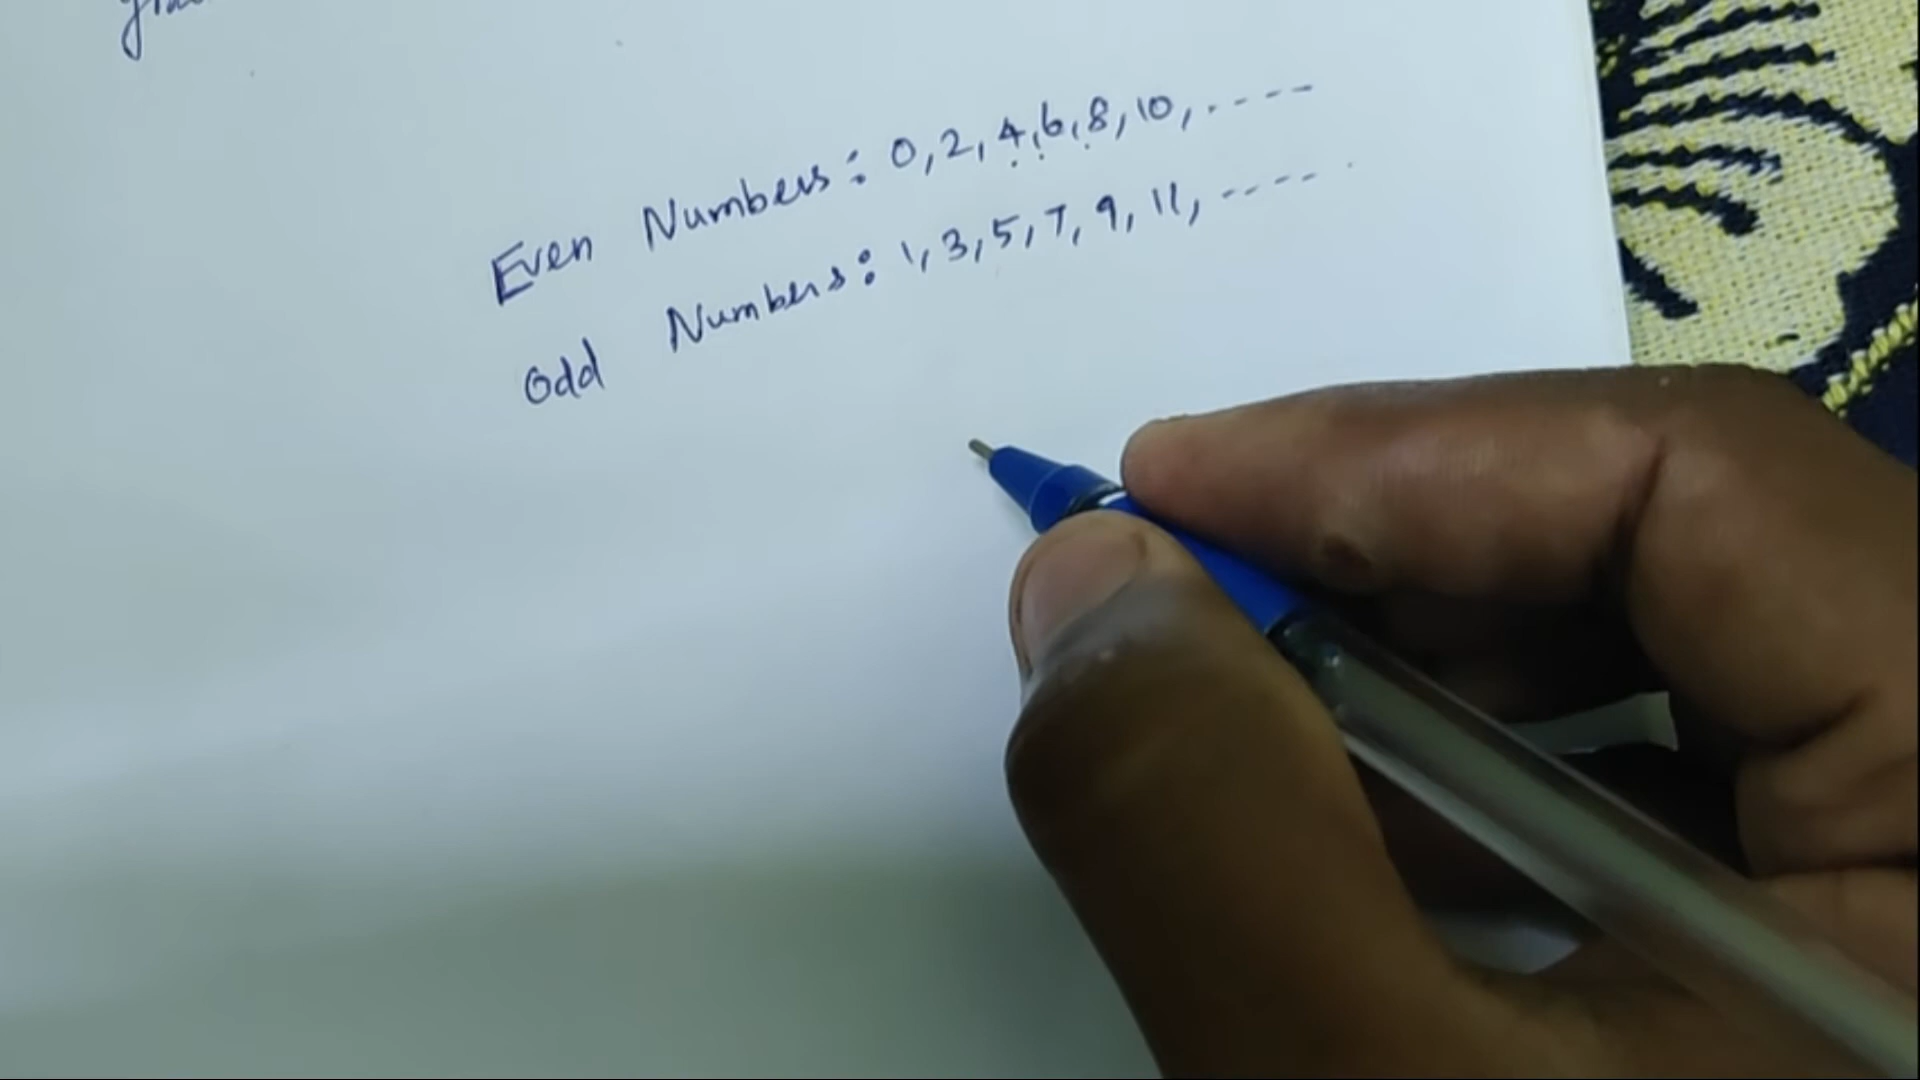 Even Numbers: 0, 2, 4, 6, 8, 10, . - - - -
Odd Numbers: 1, 3, 5, 7, 9, 11, - - - - -